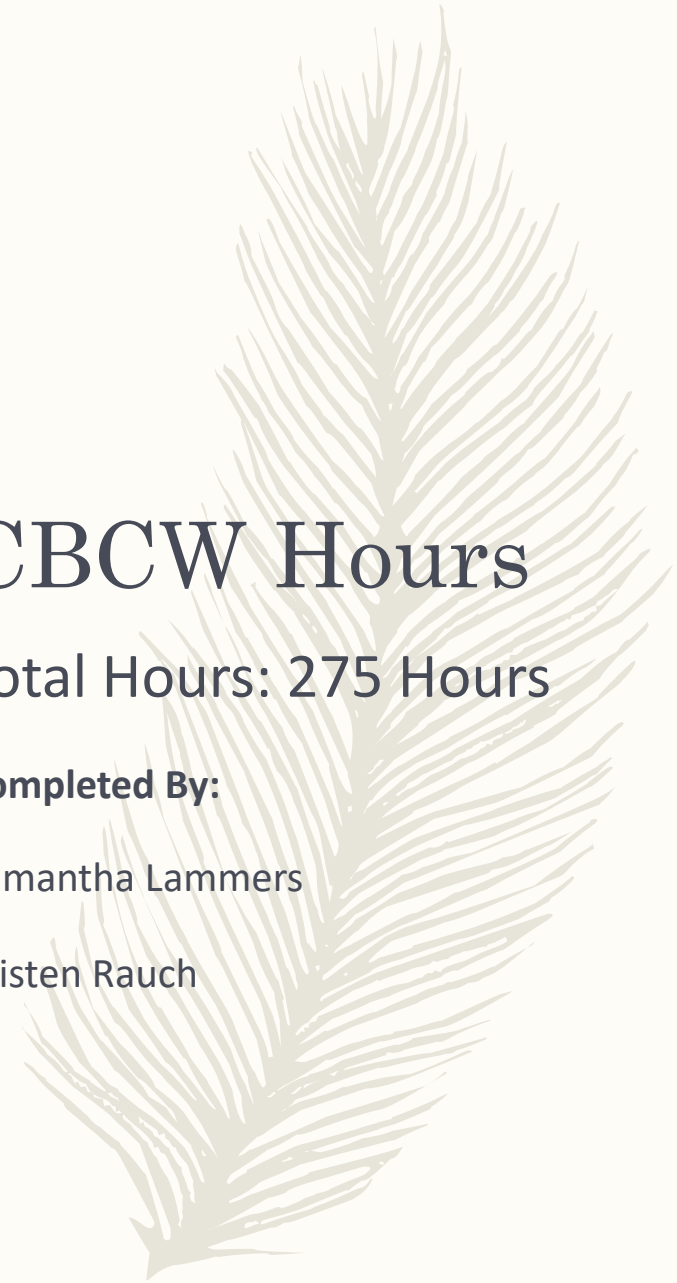 CBCW Hours
otal Hours: 275 Hours
ompleted By:
mantha Lammers
isten Rauch